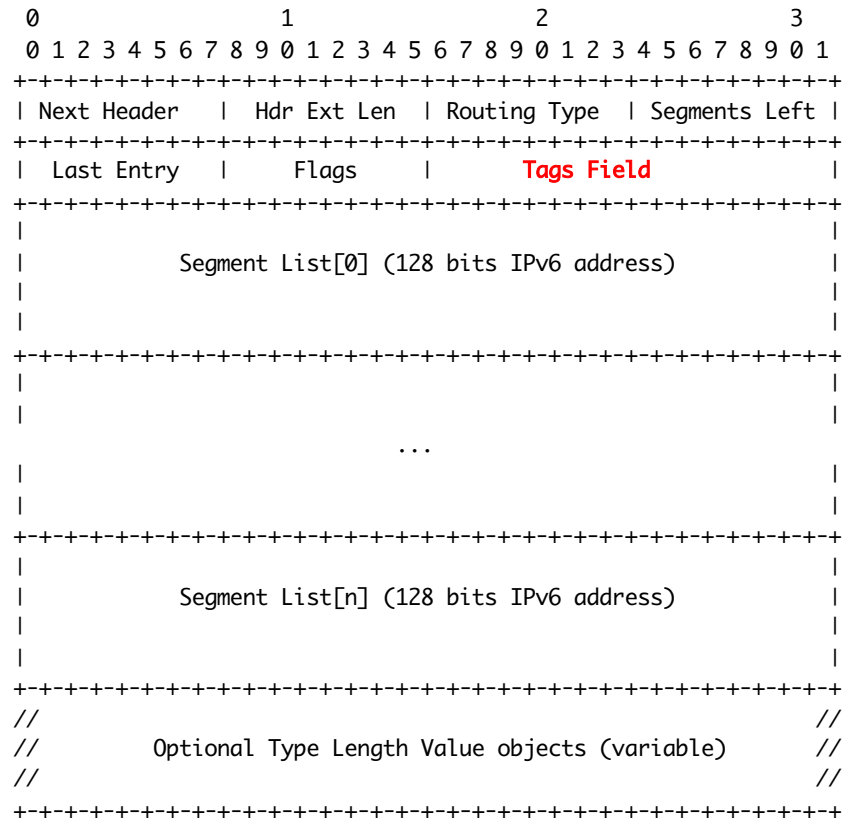 0                   1                   2                   3
 0 1 2 3 4 5 6 7 8 9 0 1 2 3 4 5 6 7 8 9 0 1 2 3 4 5 6 7 8 9 0 1
+-+-+-+-+-+-+-+-+-+-+-+-+-+-+-+-+-+-+-+-+-+-+-+-+-+-+-+-+-+-+-+-+
| Next Header   |  Hdr Ext Len  | Routing Type  | Segments Left |
+-+-+-+-+-+-+-+-+-+-+-+-+-+-+-+-+-+-+-+-+-+-+-+-+-+-+-+-+-+-+-+-+
|  Last Entry   |     Flags     |       Tags Field              |
+-+-+-+-+-+-+-+-+-+-+-+-+-+-+-+-+-+-+-+-+-+-+-+-+-+-+-+-+-+-+-+-+
|                                                               |
|            Segment List[0] (128 bits IPv6 address)            |
|                                                               |
|                                                               |
+-+-+-+-+-+-+-+-+-+-+-+-+-+-+-+-+-+-+-+-+-+-+-+-+-+-+-+-+-+-+-+-+
|                                                               |
|                                                               |
                              ...
|                                                               |
|                                                               |
+-+-+-+-+-+-+-+-+-+-+-+-+-+-+-+-+-+-+-+-+-+-+-+-+-+-+-+-+-+-+-+-+
|                                                               |
|            Segment List[n] (128 bits IPv6 address)            |
|                                                               |
|                                                               |
+-+-+-+-+-+-+-+-+-+-+-+-+-+-+-+-+-+-+-+-+-+-+-+-+-+-+-+-+-+-+-+-+
//                                                             //
//         Optional Type Length Value objects (variable)       //
//                                                             //
+-+-+-+-+-+-+-+-+-+-+-+-+-+-+-+-+-+-+-+-+-+-+-+-+-+-+-+-+-+-+-+-+